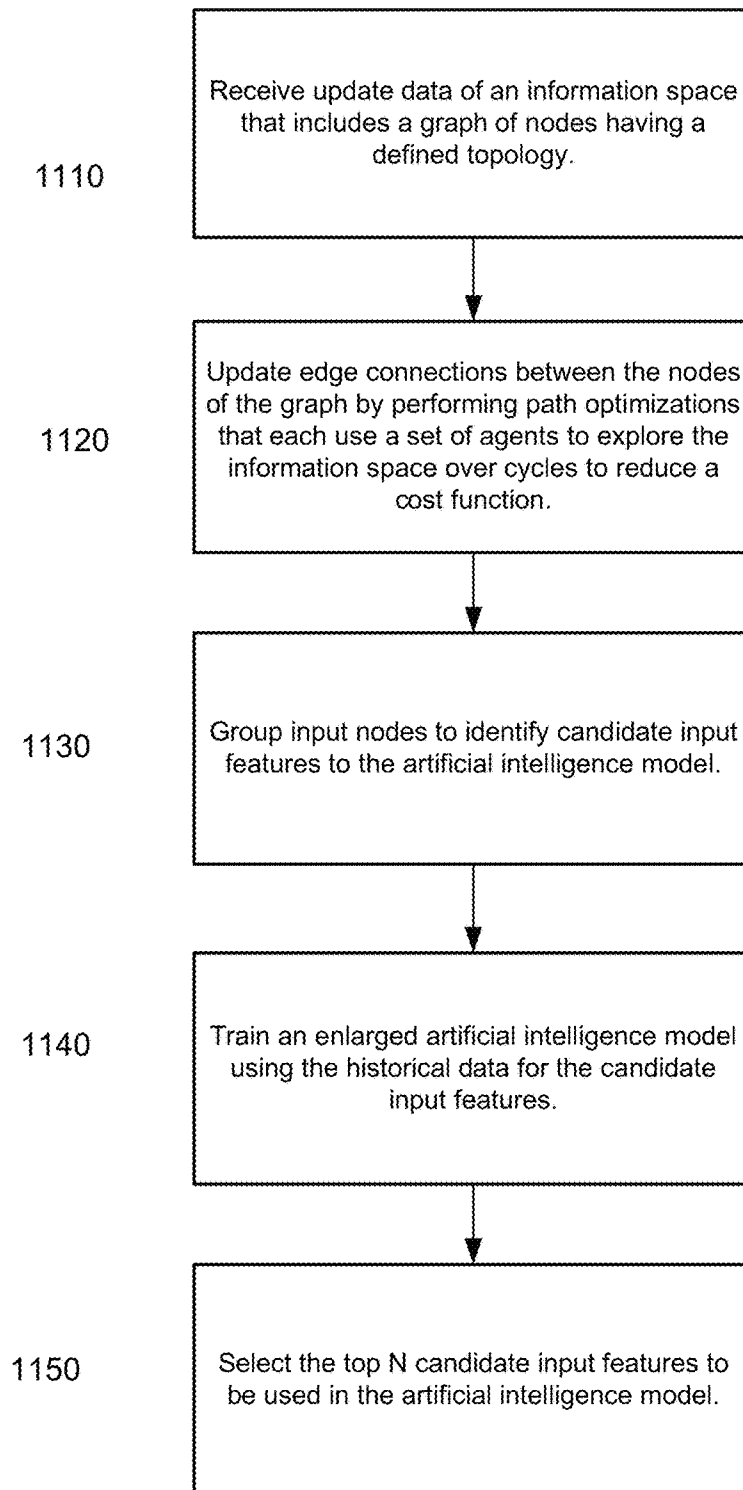 1110
Receive update data of an information space
that includes a graph of nodes having a
defined topology.
1120
Update edge connections between the nodes
of the graph by performing path optimizations
that each use a set of agents to explore the
information space over cycles to reduce a
cost function.
1130
Group input nodes to identify candidate input
features to the artificial intelligence model.
1140
Train an enlarged artificial intelligence model
using the historical data for the candidate
input features.
1150
Select the top N candidate input features to
be used in the artificial intelligence model.